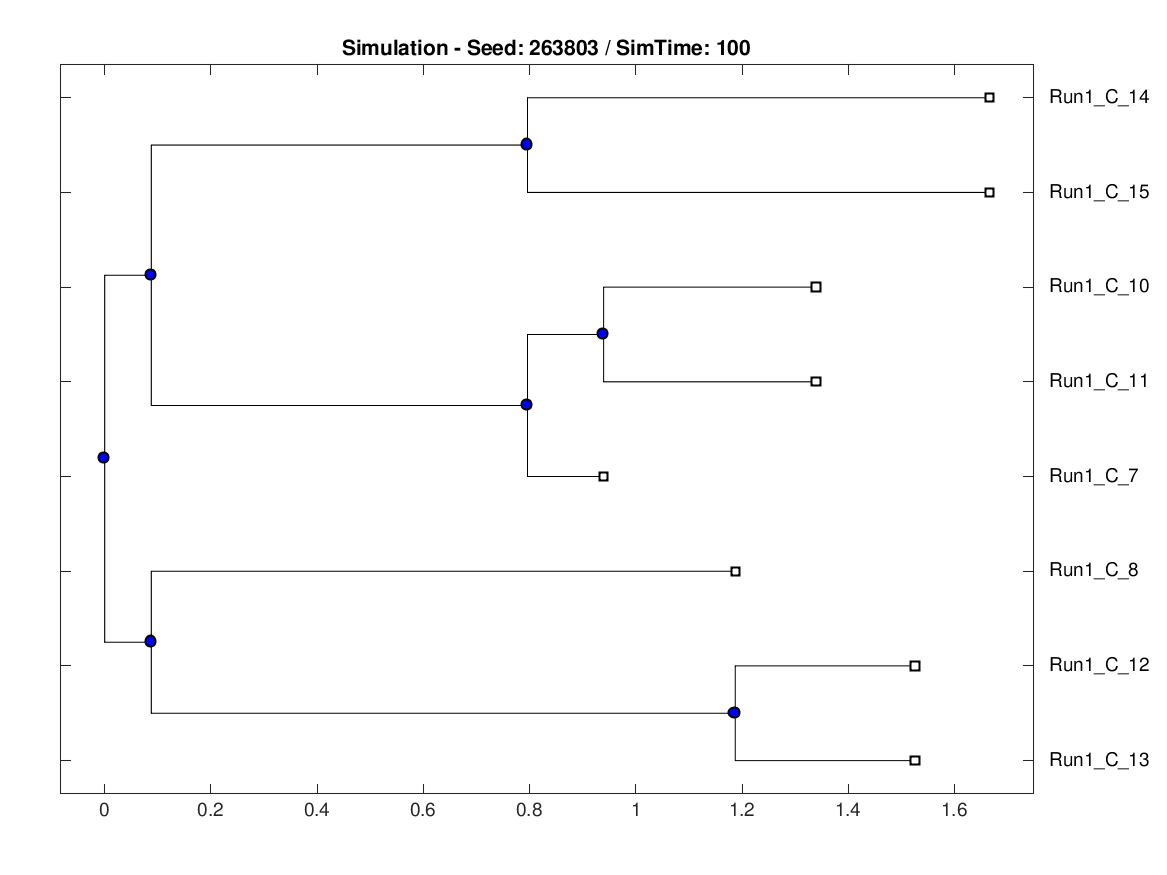 Simulation - Seed: 263803 / SimTime: 100
Run1_C_14
Run1_C_15
Run1_C_10
Run1_C_11
Run1_C_7
Run1_C_8
Run1_C_12
Run1_C_13
0 0.2 0.4 0.6 0.8 1 1.2 1.4 1.6